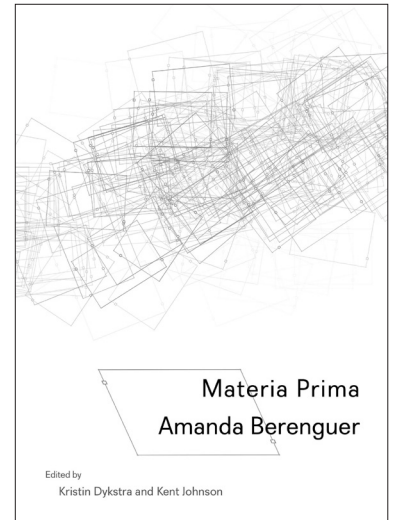 Materia Prima
Amanda Berenguer
Edited by
Kristin Dykstra and Kent Johnson